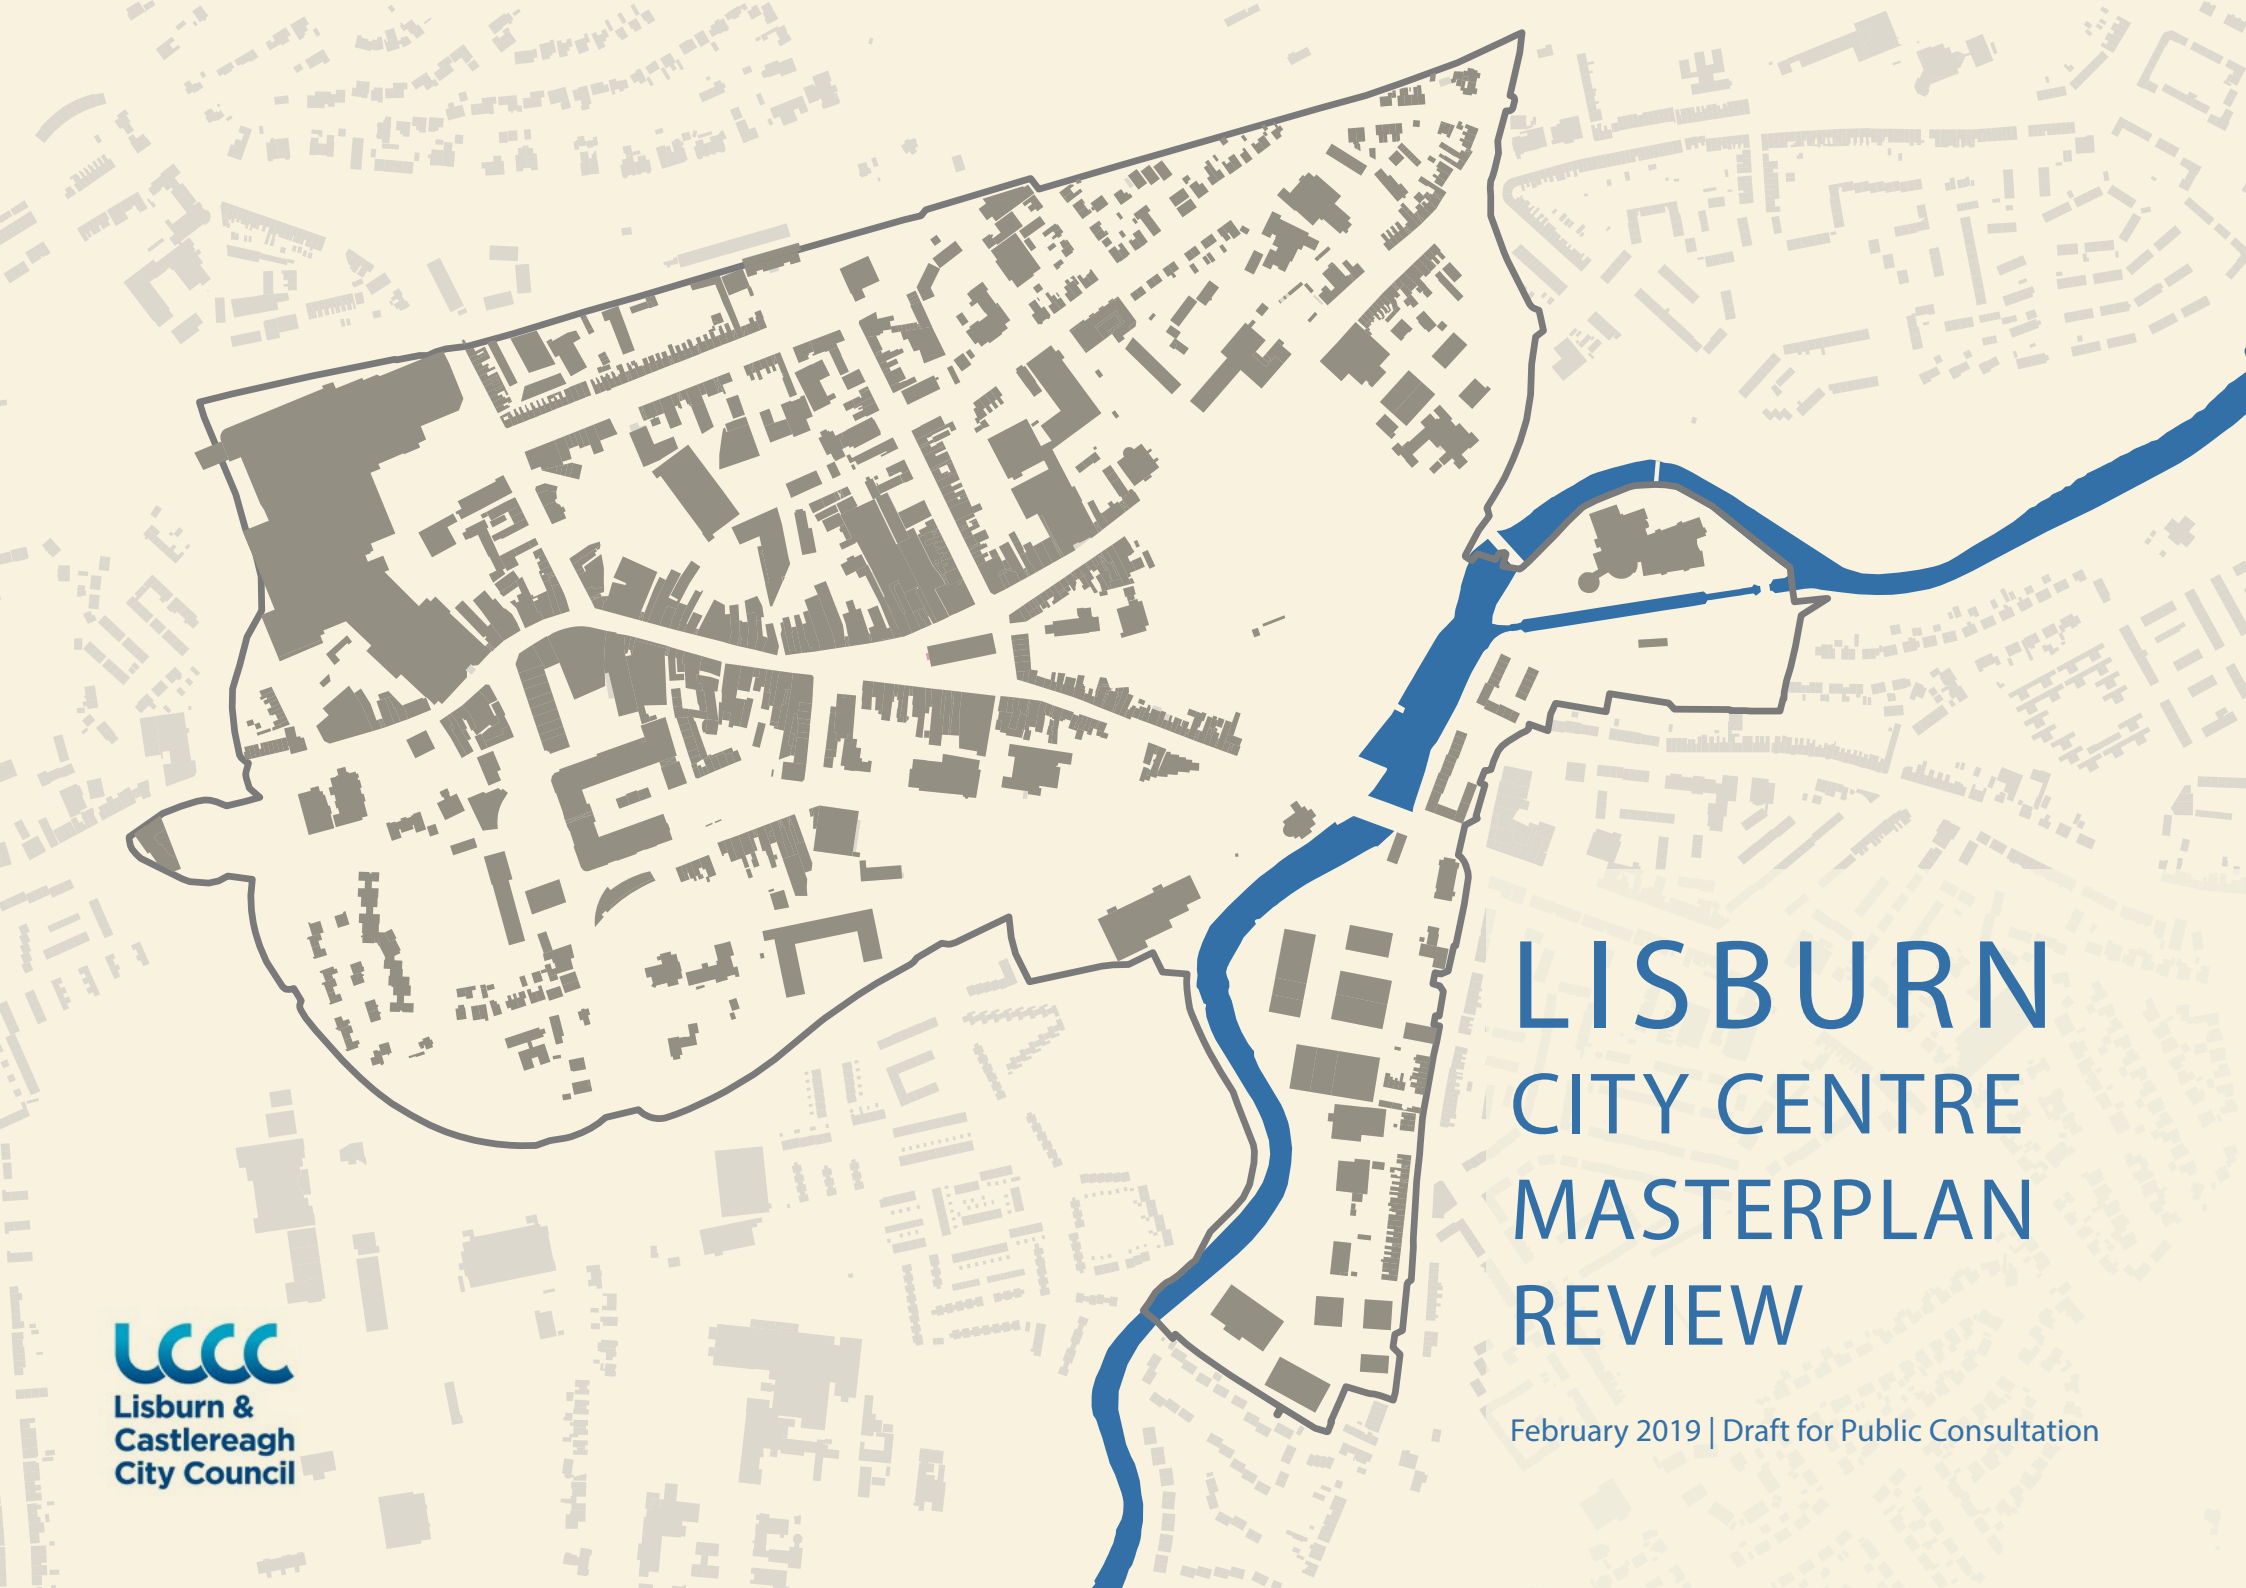 LISBURN
CITY CENTRE
MASTERPLAN
REVIEW
February 2019 | Draft for Public Consultation
LCCC
Lisburn &
Castlereagh
City Council